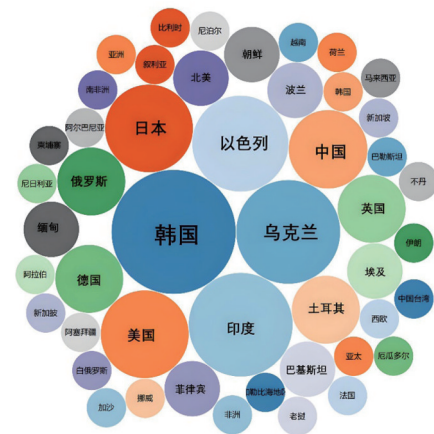 比利时
尼泊尔
亚洲
叙利亚
朝鲜
越南
荷兰
南非洲
北美
波兰
韩国
马来西亚
阿尔巴尼亚
日本
以色列
中国
新加坡
柬埔寨
巴勒斯坦
尼日利亚
俄罗斯
不丹
缅甸
韩国
乌克兰
英国
伊朗
阿拉伯
德国
埃及
中国台湾
新加坡
阿塞拜疆
美国
印度
土耳其
西欧
白俄罗斯
菲律宾
巴基斯坦
亚太
厄瓜多尔
加沙
挪威
非洲
勒比海地
老挝
法国